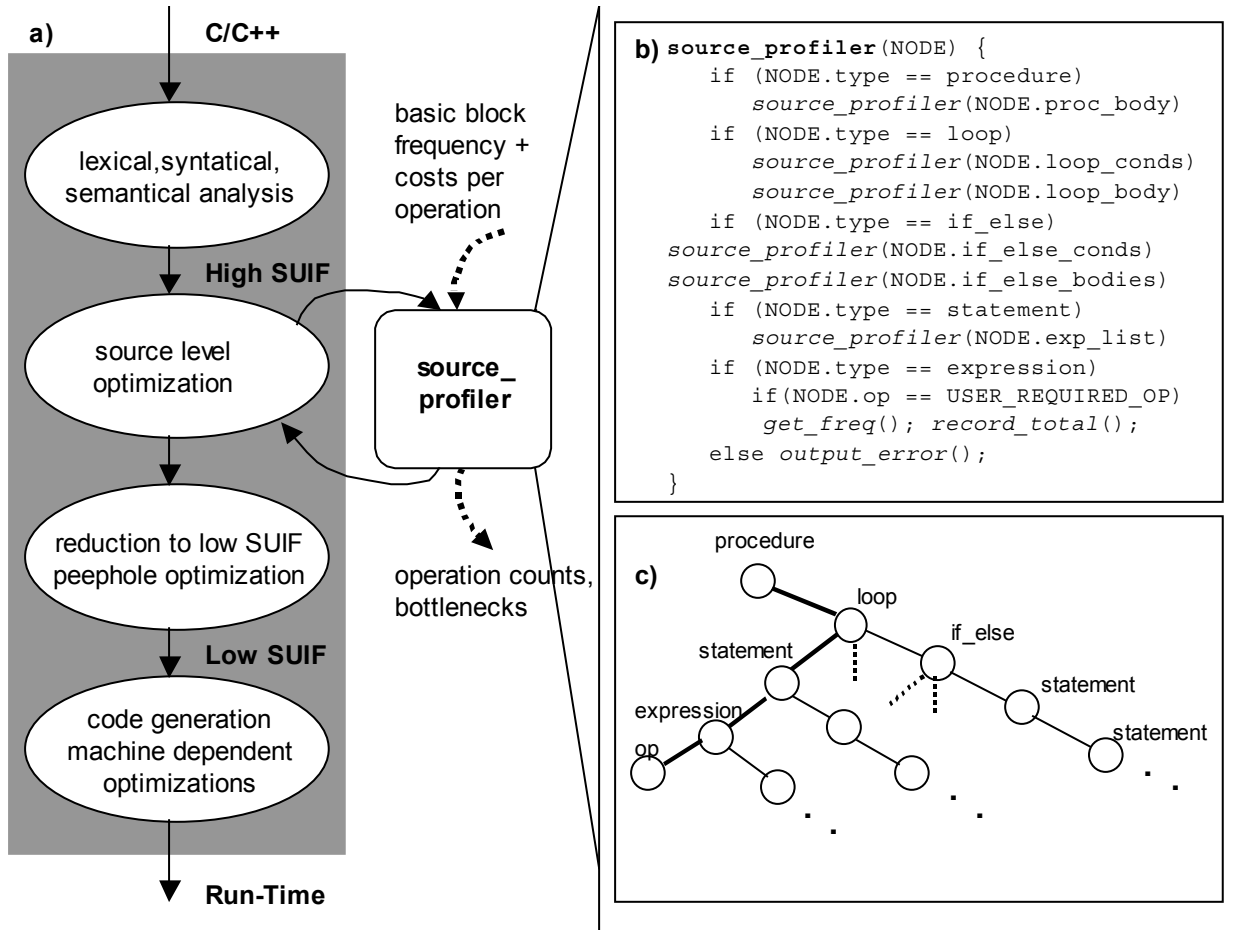 a)
C/C++
lexical,syntatical,
semantical analysis
High SUIF
source level
optimization
reduction to low SUIF
peephole optimization
Low SUIF
code generation
machine dependent
optimizations
Run-Time
basic block
frequency +
costs per
operation
source_
profiler
operation counts,
bottlenecks
b) source_profiler(NODE) {
if (NODE.type == procedure)
source_profiler(NODE.proc_body)
if (NODE.type == loop)
source_profiler(NODE.loop_conds)
source_profiler(NODE.loop_body)
if (NODE.type == if_else)
source_profiler(NODE.if_else_conds)
source_profiler(NODE.if_else_bodies)
if (NODE.type == statement)
source_profiler(NODE.exp_list)
if (NODE.type == expression)
if(NODE.op == USER_REQUIRED_OP)
get_freq(); record_total();
else output_error();
}
c)
procedure
loop
if_else
statement
statement
expression
statement
op